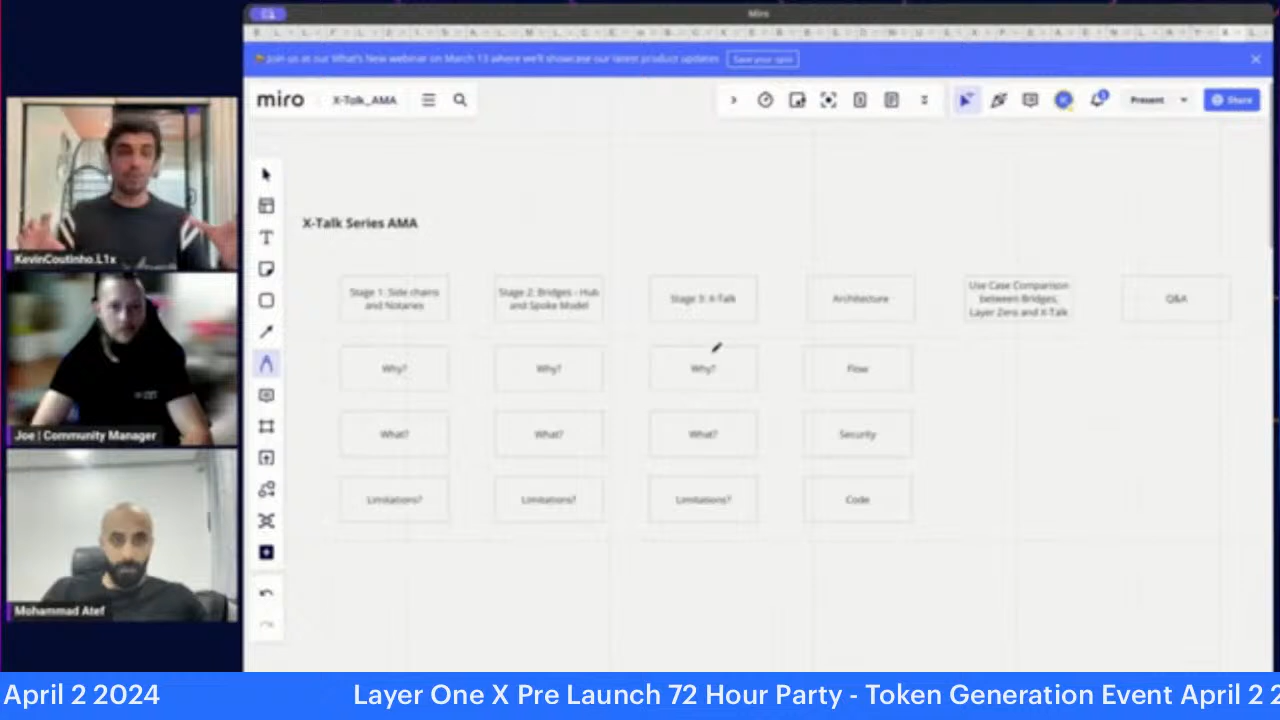 Miro
Join us at our What's New webinar on March 13 where we'll showcase our latest product updates
Save your spot
miro
X-Talk_AMA
Present
Share
X-Talk Series AMA
Stage 1: Side chains
and Notaries
Stage 2: Bridges - Hub
and Spoke Model
Stage 3: X-Talk
Architecture
Use Case Comparison
between Bridges,
Layer Zero and X-Talk
Q&A
Why?
Why?
Why?
Flow
What?
What?
What?
Security
Limitations?
Limitations?
Limitations?
Code
KevinCoutinho.L1x
Joe | Community Manager
Mohammad Atef
April 2 2024
Layer One X Pre Launch 72 Hour Party - Token Generation Event April 2 2